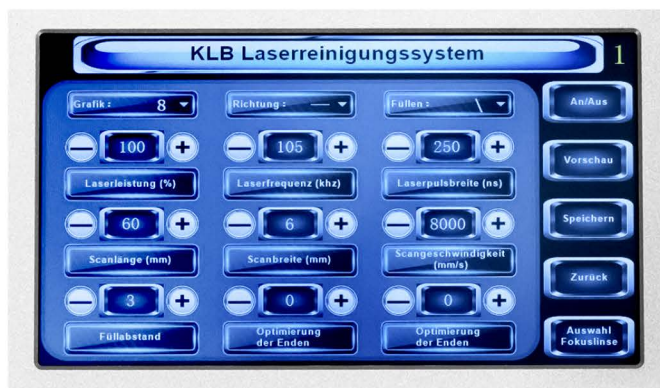 KLB Laserreinigungssystem 1
Grafik: 8
Richtung: —
Füllen: \
An/Aus
100
105
250
Laserleistung (%)
Laserfrequenz (khz)
Laserpulsbreite (ns)
Vorschau
60
6
8000
Scanlänge (mm)
Scanbreite (mm)
Scangeschwindigkeit
(mm/s)
Speichern
3
0
0
Füllabstand
Optimierung
der Enden
Optimierung
der Enden
Zurück
Auswahl
Fokuslinse